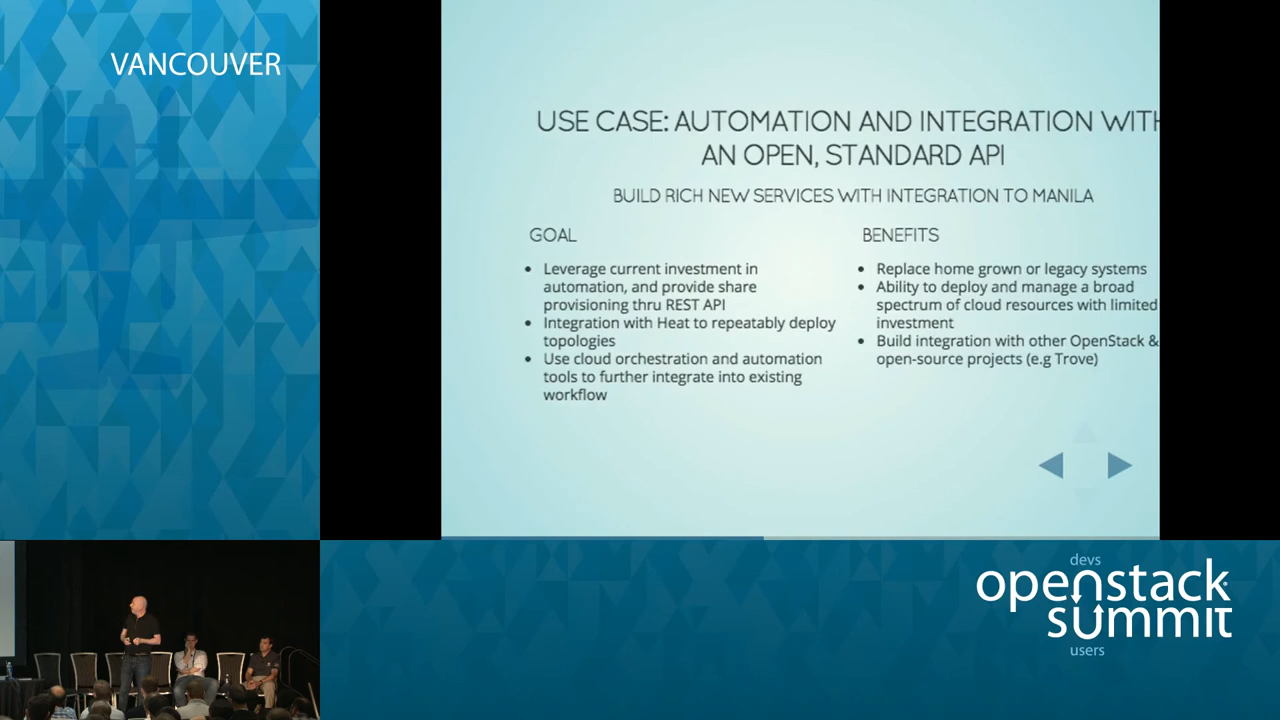 VANCOUVER
USE CASE: AUTOMATION AND INTEGRATION WITH
AN OPEN, STANDARD API
BUILD RICH NEW SERVICES WITH INTEGRATION TO MANILA
GOAL
• Leverage current investment in
automation, and provide share
provisioning thru REST API
• Integration with Heat to repeatably deploy
topologies
• Use cloud orchestration and automation
tools to further integrate into existing
workflow
BENEFITS
• Replace home grown or legacy systems
• Ability to deploy and manage a broad
spectrum of cloud resources with limited
investment
• Build integration with other OpenStack &
open-source projects (e.g Trove)
devs
openstack
summit
users